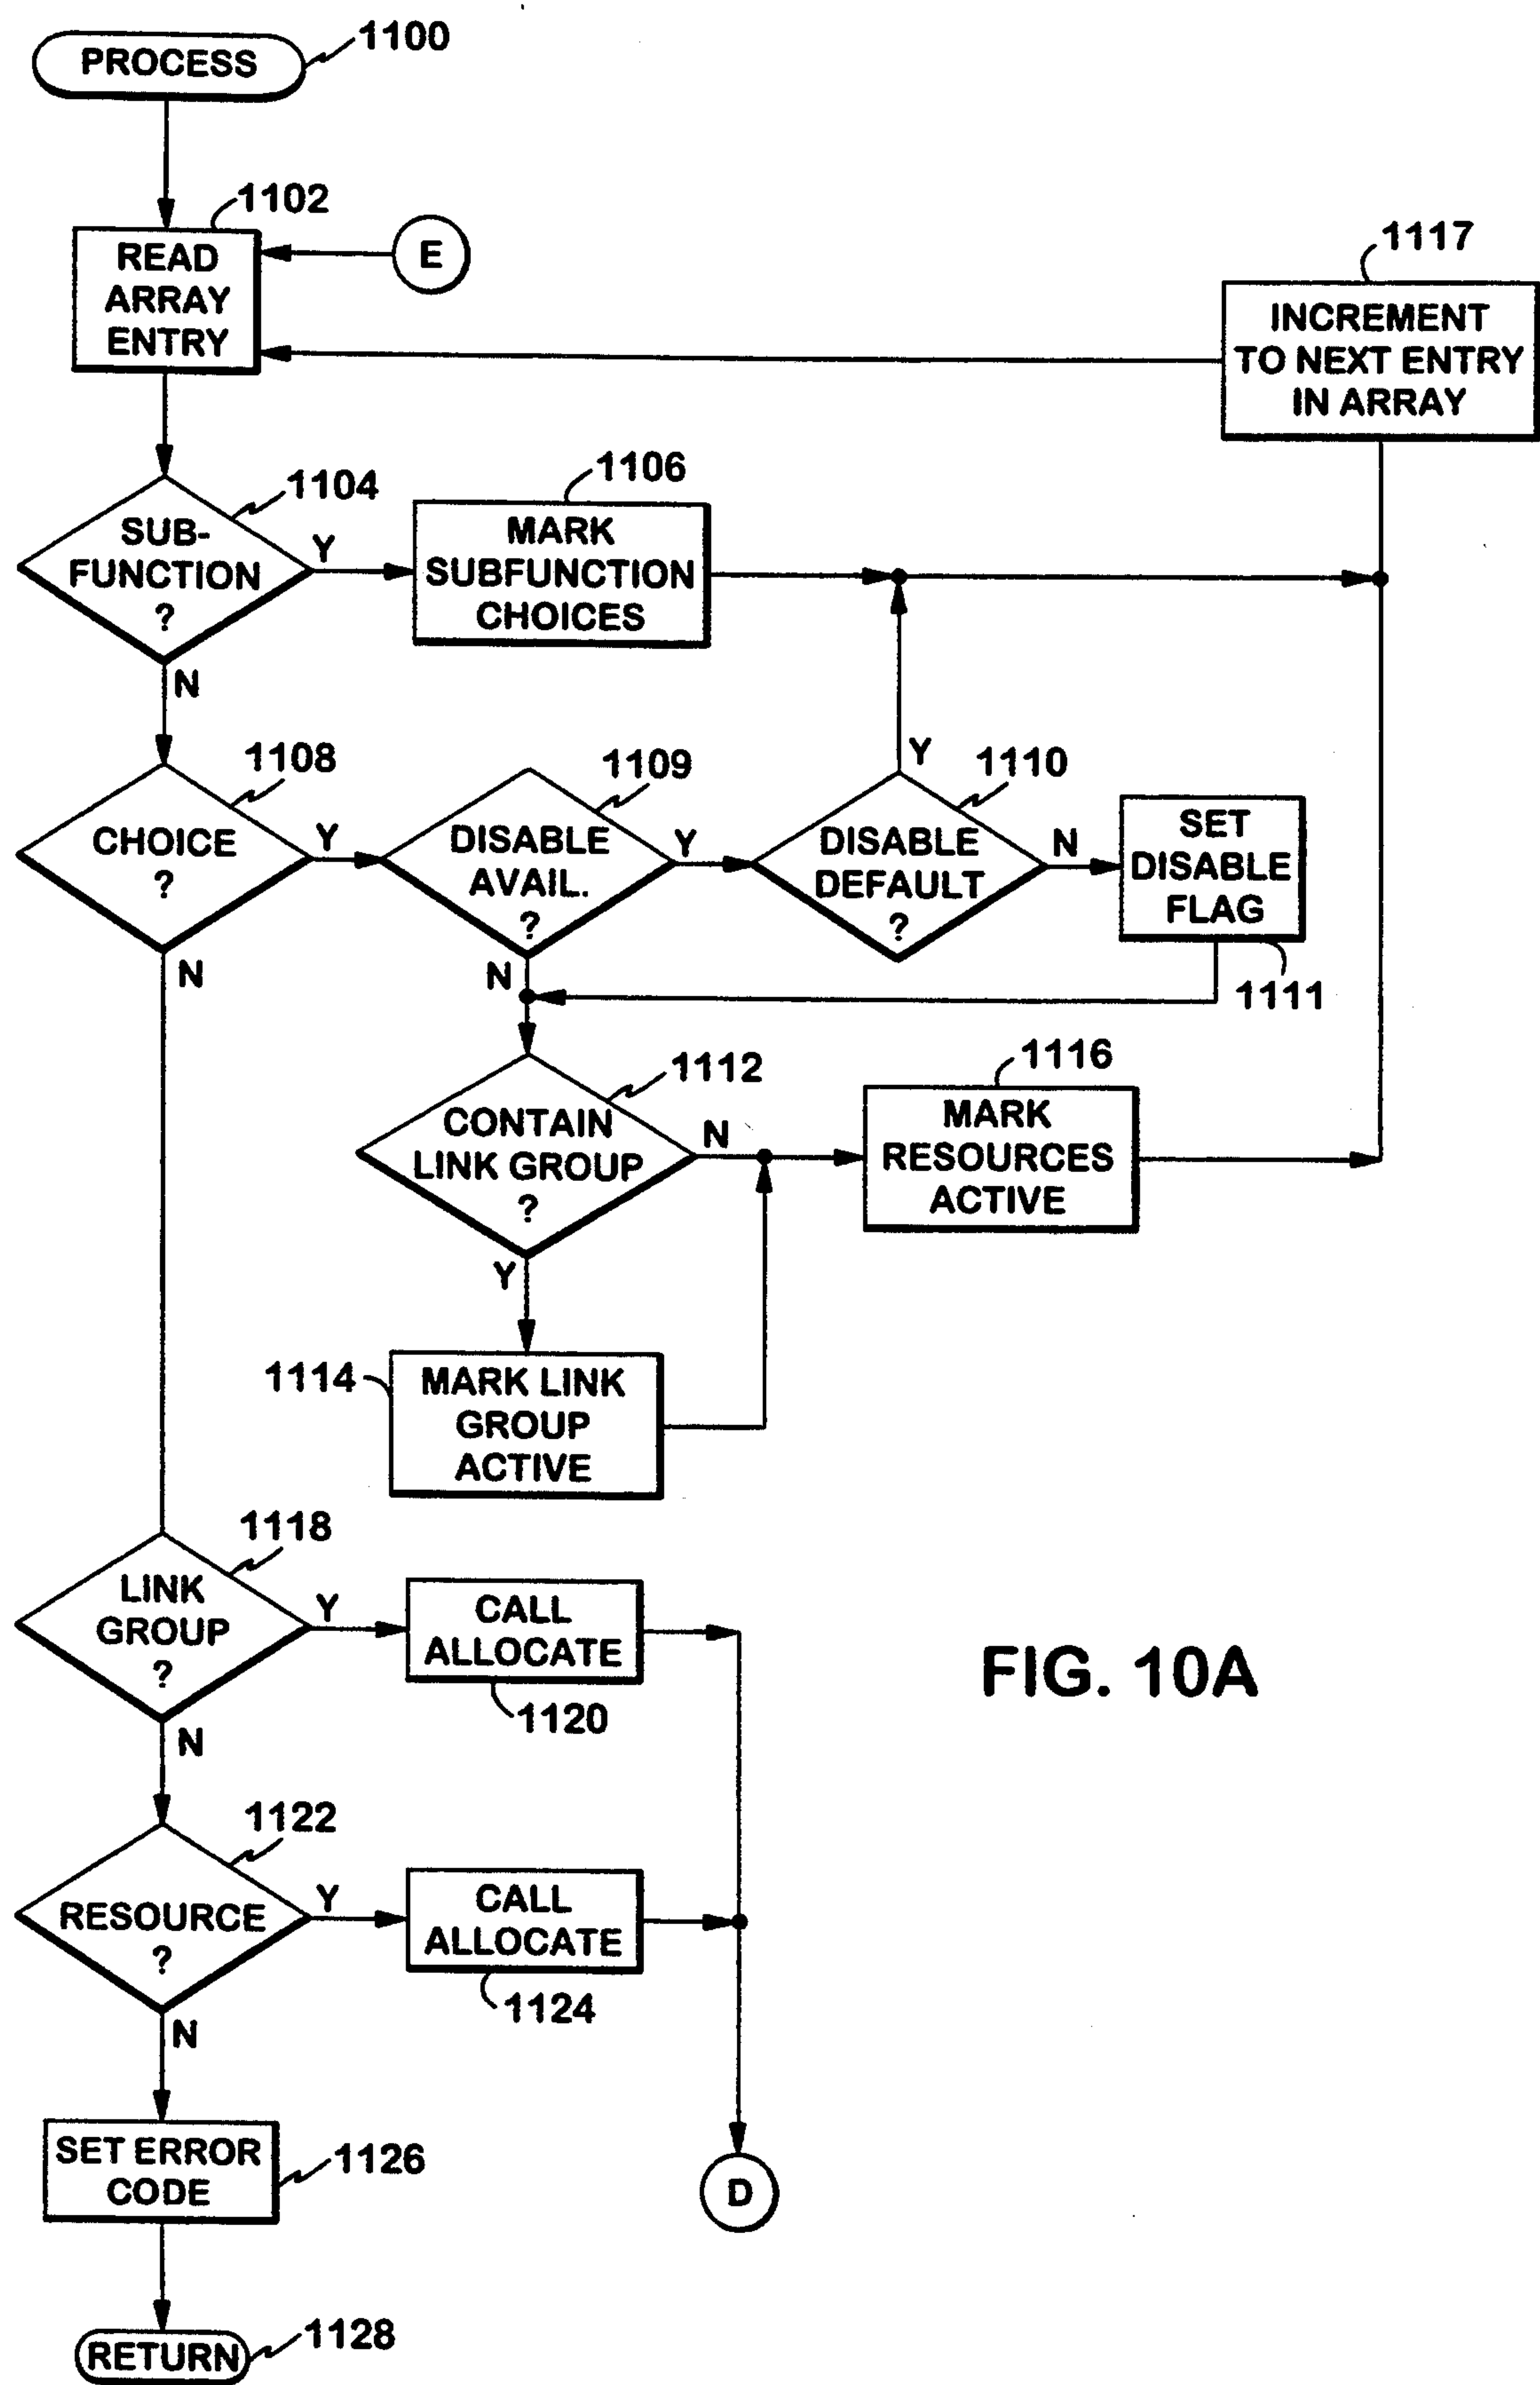 PROCESS
1100
1102
READ
ARRAY
ENTRY
E
1117
INCREMENT
TO NEXT ENTRY
IN ARRAY
1104
SUB-
FUNCTION
?
Y
N
1106
MARK
SUBFUNCTION
CHOICES
1108
CHOICE
?
Y
N
1109
DISABLE
AVAIL.
?
Y
N
1110
DISABLE
DEFAULT
?
Y
N
SET
DISABLE
FLAG
1111
1112
CONTAIN
LINK GROUP
?
N
Y
1116
MARK
RESOURCES
ACTIVE
1114
MARK LINK
GROUP
ACTIVE
1118
LINK
GROUP
?
Y
N
CALL
ALLOCATE
1120
FIG. 10A
1122
RESOURCE
?
Y
N
CALL
ALLOCATE
1124
SET ERROR
CODE
1126
D
RETURN
1128